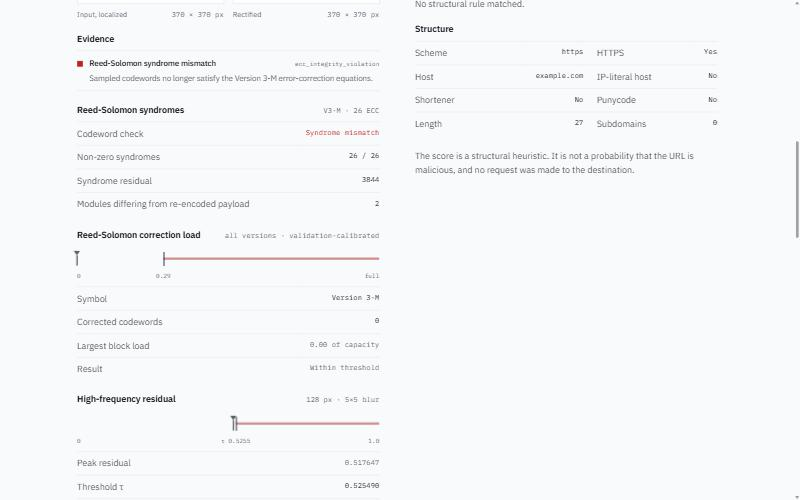 Input, localized 370 × 370 px Rectified 370 × 370 px
Evidence
Reed-Solomon syndrome mismatch ecc_integrity_violation
Sampled codewords no longer satisfy the Version 3-M error-correction equations.
Reed-Solomon syndromes V3-M · 26 ECC
Codeword check Syndrome mismatch
Non-zero syndromes 26 / 26
Syndrome residual 3844
Modules differing from re-encoded payload 2
Reed-Solomon correction load all versions · validation-calibrated
0 0.29 full
Symbol Version 3-M
Corrected codewords 0
Largest block load 0.00 of capacity
Result Within threshold
High-frequency residual 128 px · 5×5 blur
0 τ 0.5255 1.0
Peak residual 0.517647
Threshold τ 0.525490
No structural rule matched.
Structure
Scheme https HTTPS Yes
Host example.com IP-literal host No
Shortener No Punycode No
Length 27 Subdomains 0
The score is a structural heuristic. It is not a probability that the URL is
malicious, and no request was made to the destination.